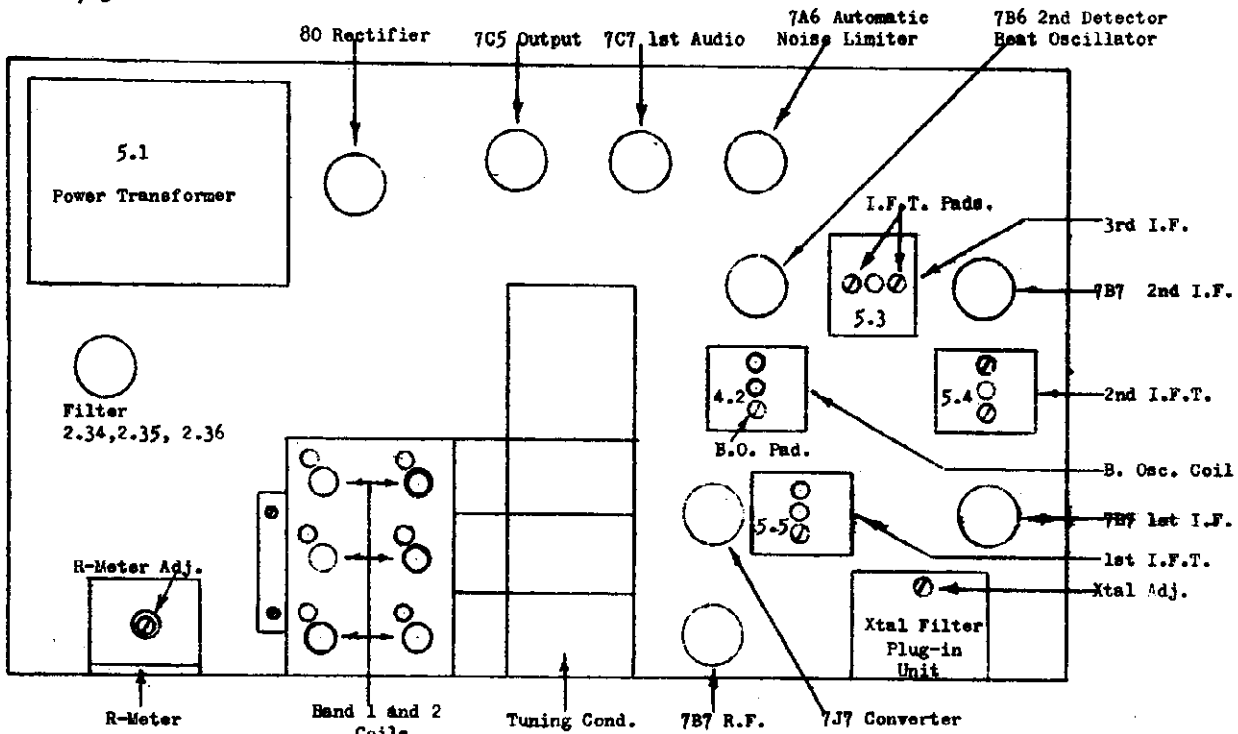 7A6 Automatic
Noise Limiter
7B6 2nd Detector
Beat Oscillator
80 Rectifier
7C5 Output
7C7 1st Audio
5.1
Power Transformer
I.F.T. Pads.
3rd I.F.
7B7 2nd I.F.
5.3
Filter
2.34,2.35, 2.36
4.2
B.O. Pad.
5.4
2nd I.F.T.
B. Osc. Coil
5.5
7B7 1st I.F.
1st I.F.T.
R-Meter Adj.
Xtal Adj.
Xtal Filter
Plug-in
Unit
R-Meter
Band 1 and 2
Coils
Tuning Cond.
7B7 R.F.
7J7 Converter